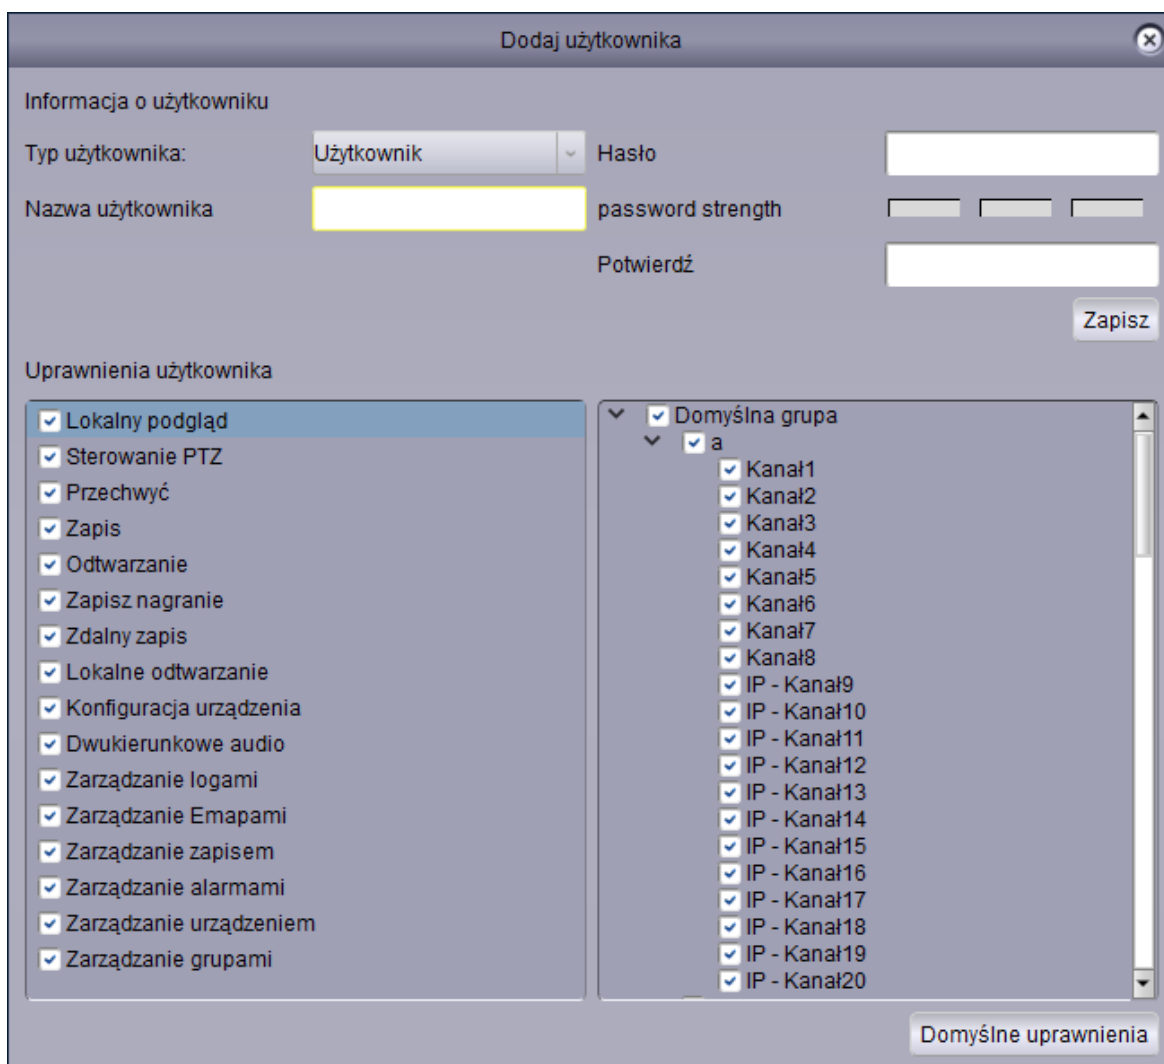 Dodaj użytkownika
Informacja o użytkowniku
Typ użytkownika: Użytkownik Hasło
Nazwa użytkownika password strength
Potwierdź
Zapisz
Uprawnienia użytkownika
Lokalny podgląd
Sterowanie PTZ
Przechwyć
Zapis
Odtwarzanie
Zapisz nagranie
Zdalny zapis
Lokalne odtwarzanie
Konfiguracja urządzenia
Dwukierunkowe audio
Zarządzanie logami
Zarządzanie Emapami
Zarządzanie zapisem
Zarządzanie alarmami
Zarządzanie urządzeniem
Zarządzanie grupami
Domyślna grupa
a
Kanał1
Kanał2
Kanał3
Kanał4
Kanał5
Kanał6
Kanał7
Kanał8
IP - Kanał9
IP - Kanał10
IP - Kanał11
IP - Kanał12
IP - Kanał13
IP - Kanał14
IP - Kanał15
IP - Kanał16
IP - Kanał17
IP - Kanał18
IP - Kanał19
IP - Kanał20
Domyślne uprawnienia